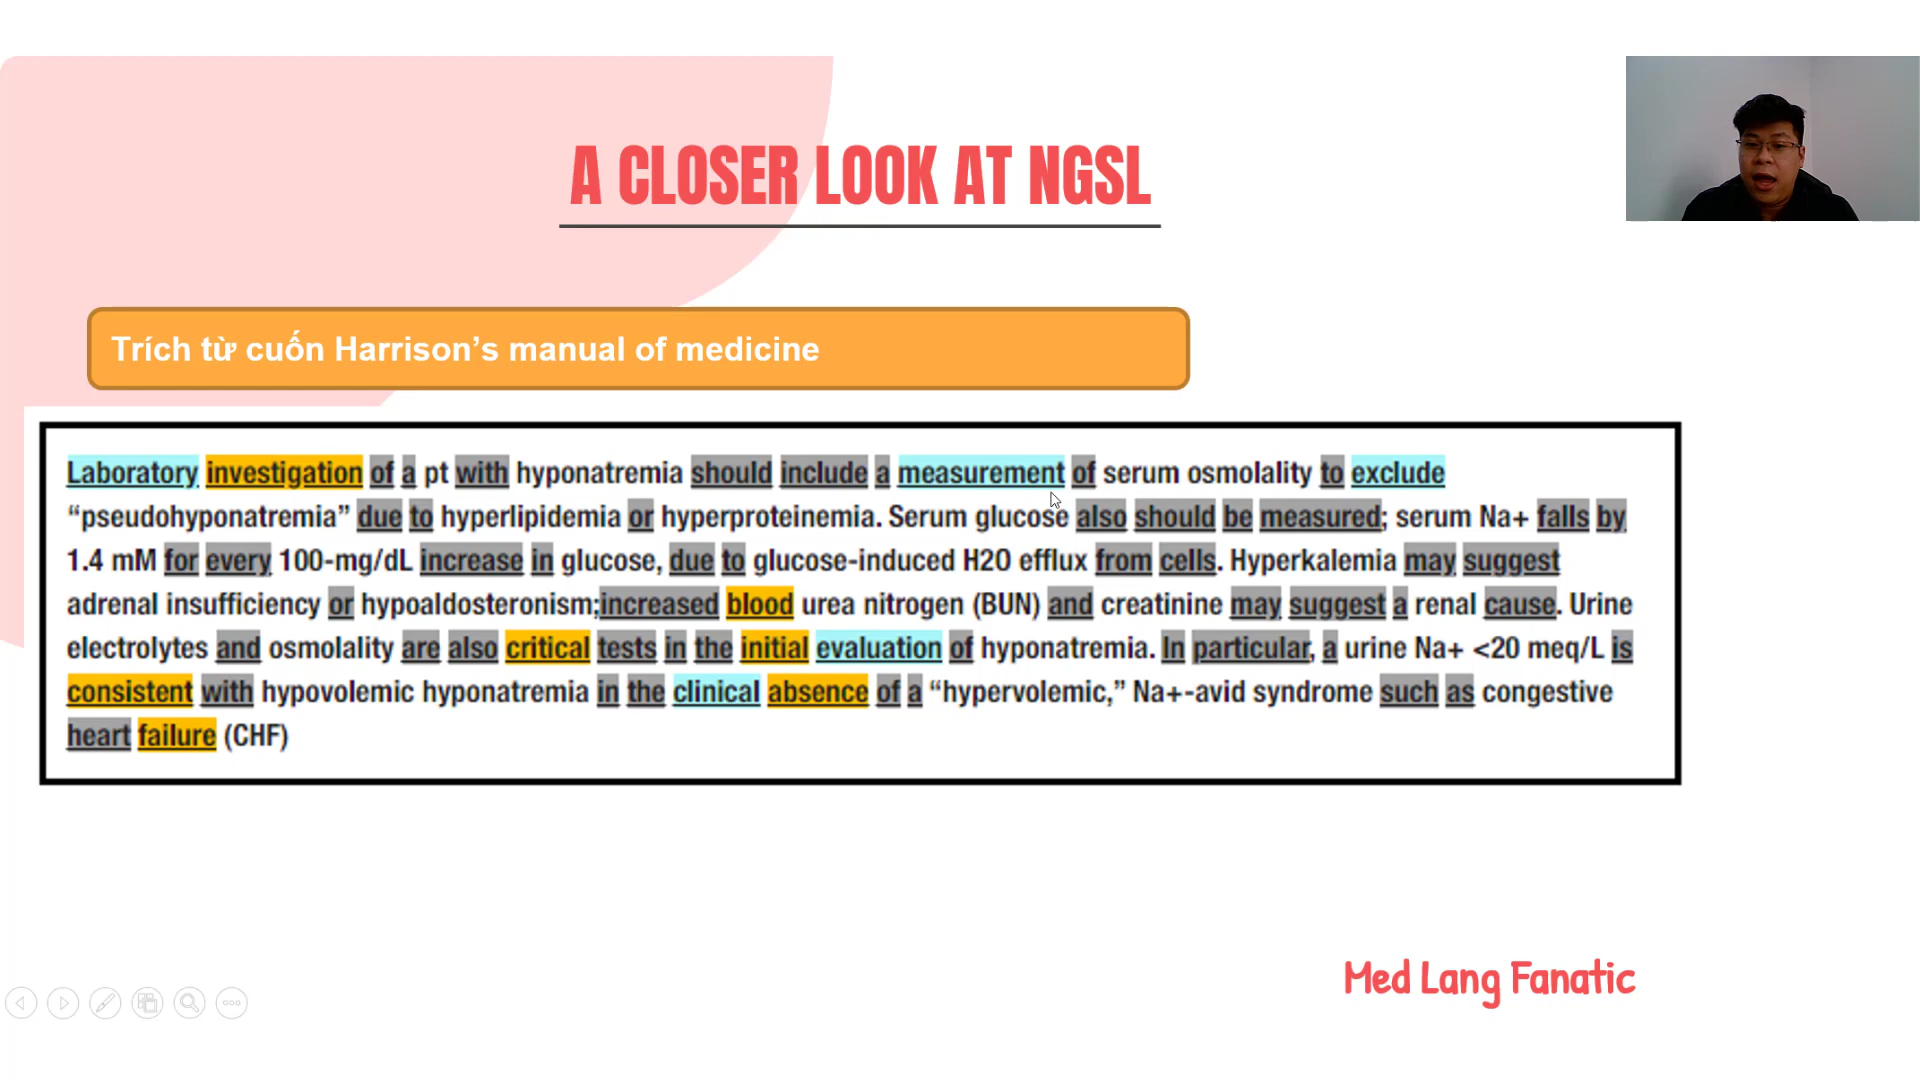 A CLOSER LOOK AT NGSL
Trích từ cuốn Harrison’s manual of medicine
Laboratory investigation of a pt with hyponatremia should include a measurement of serum osmolality to exclude
“pseudohyponatremia” due to hyperlipidemia or hyperproteinemia. Serum glucose also should be measured; serum Na+ falls by
1.4 mM for every 100-mg/dL increase in glucose, due to glucose-induced H2O efflux from cells. Hyperkalemia may suggest
adrenal insufficiency or hypoaldosteronism;increased blood urea nitrogen (BUN) and creatinine may suggest a renal cause. Urine
electrolytes and osmolality are also critical tests in the initial evaluation of hyponatremia. In particular, a urine Na+ <20 meq/L is
consistent with hypovolemic hyponatremia in the clinical absence of a “hypervolemic,” Na+-avid syndrome such as congestive
heart failure (CHF)
Med Lang Fanatic